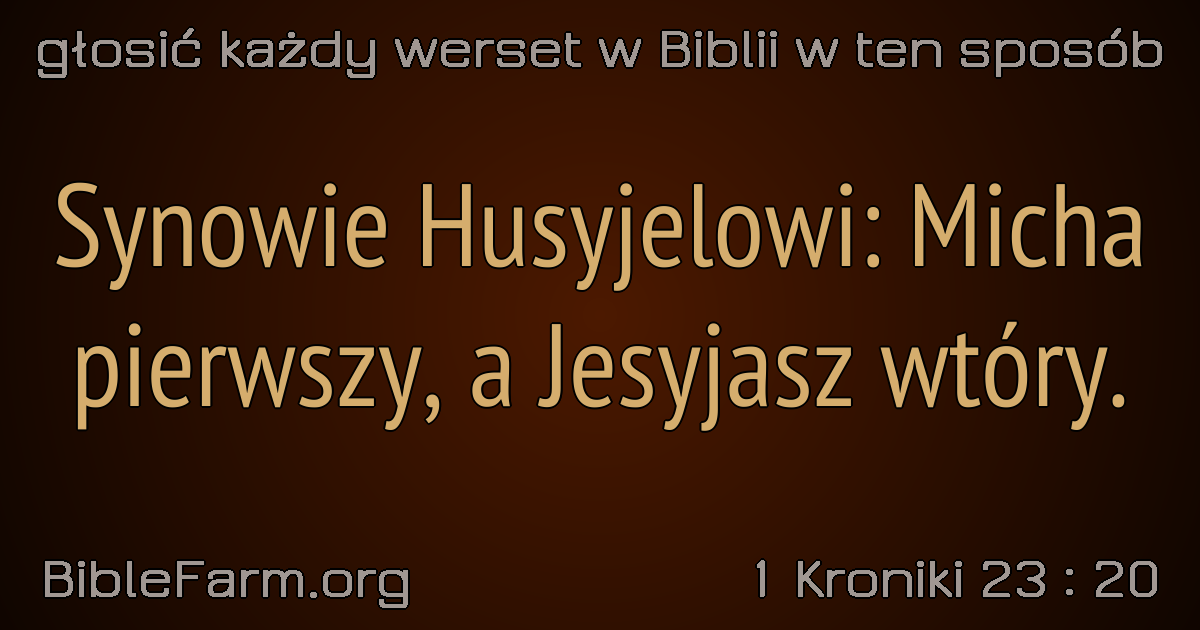 głosić każdy werset w Biblii w ten sposób
Synowie Husyjelowi: Micha
pierwszy, a Jesyjasz wtóry.
BibleFarm.org
1 Kroniki 23 : 20